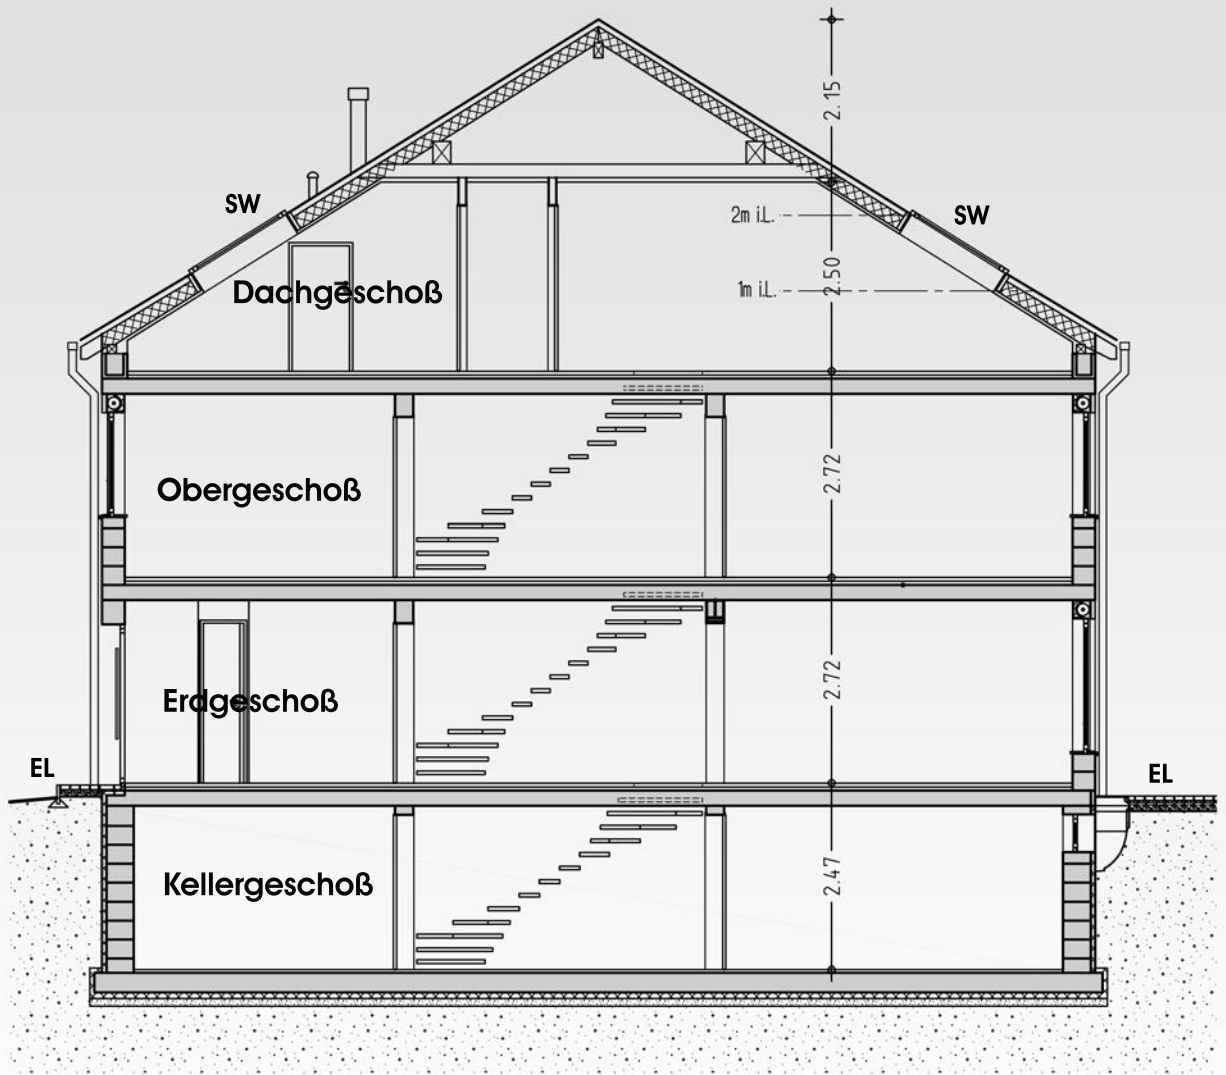 2.15
SW
SW
2m i.L.
2.50
1m i.L.
Dachgeschoß
2.72
Obergeschoß
2.72
Erdgeschoß
EL
EL
2.47
Kellergeschoß